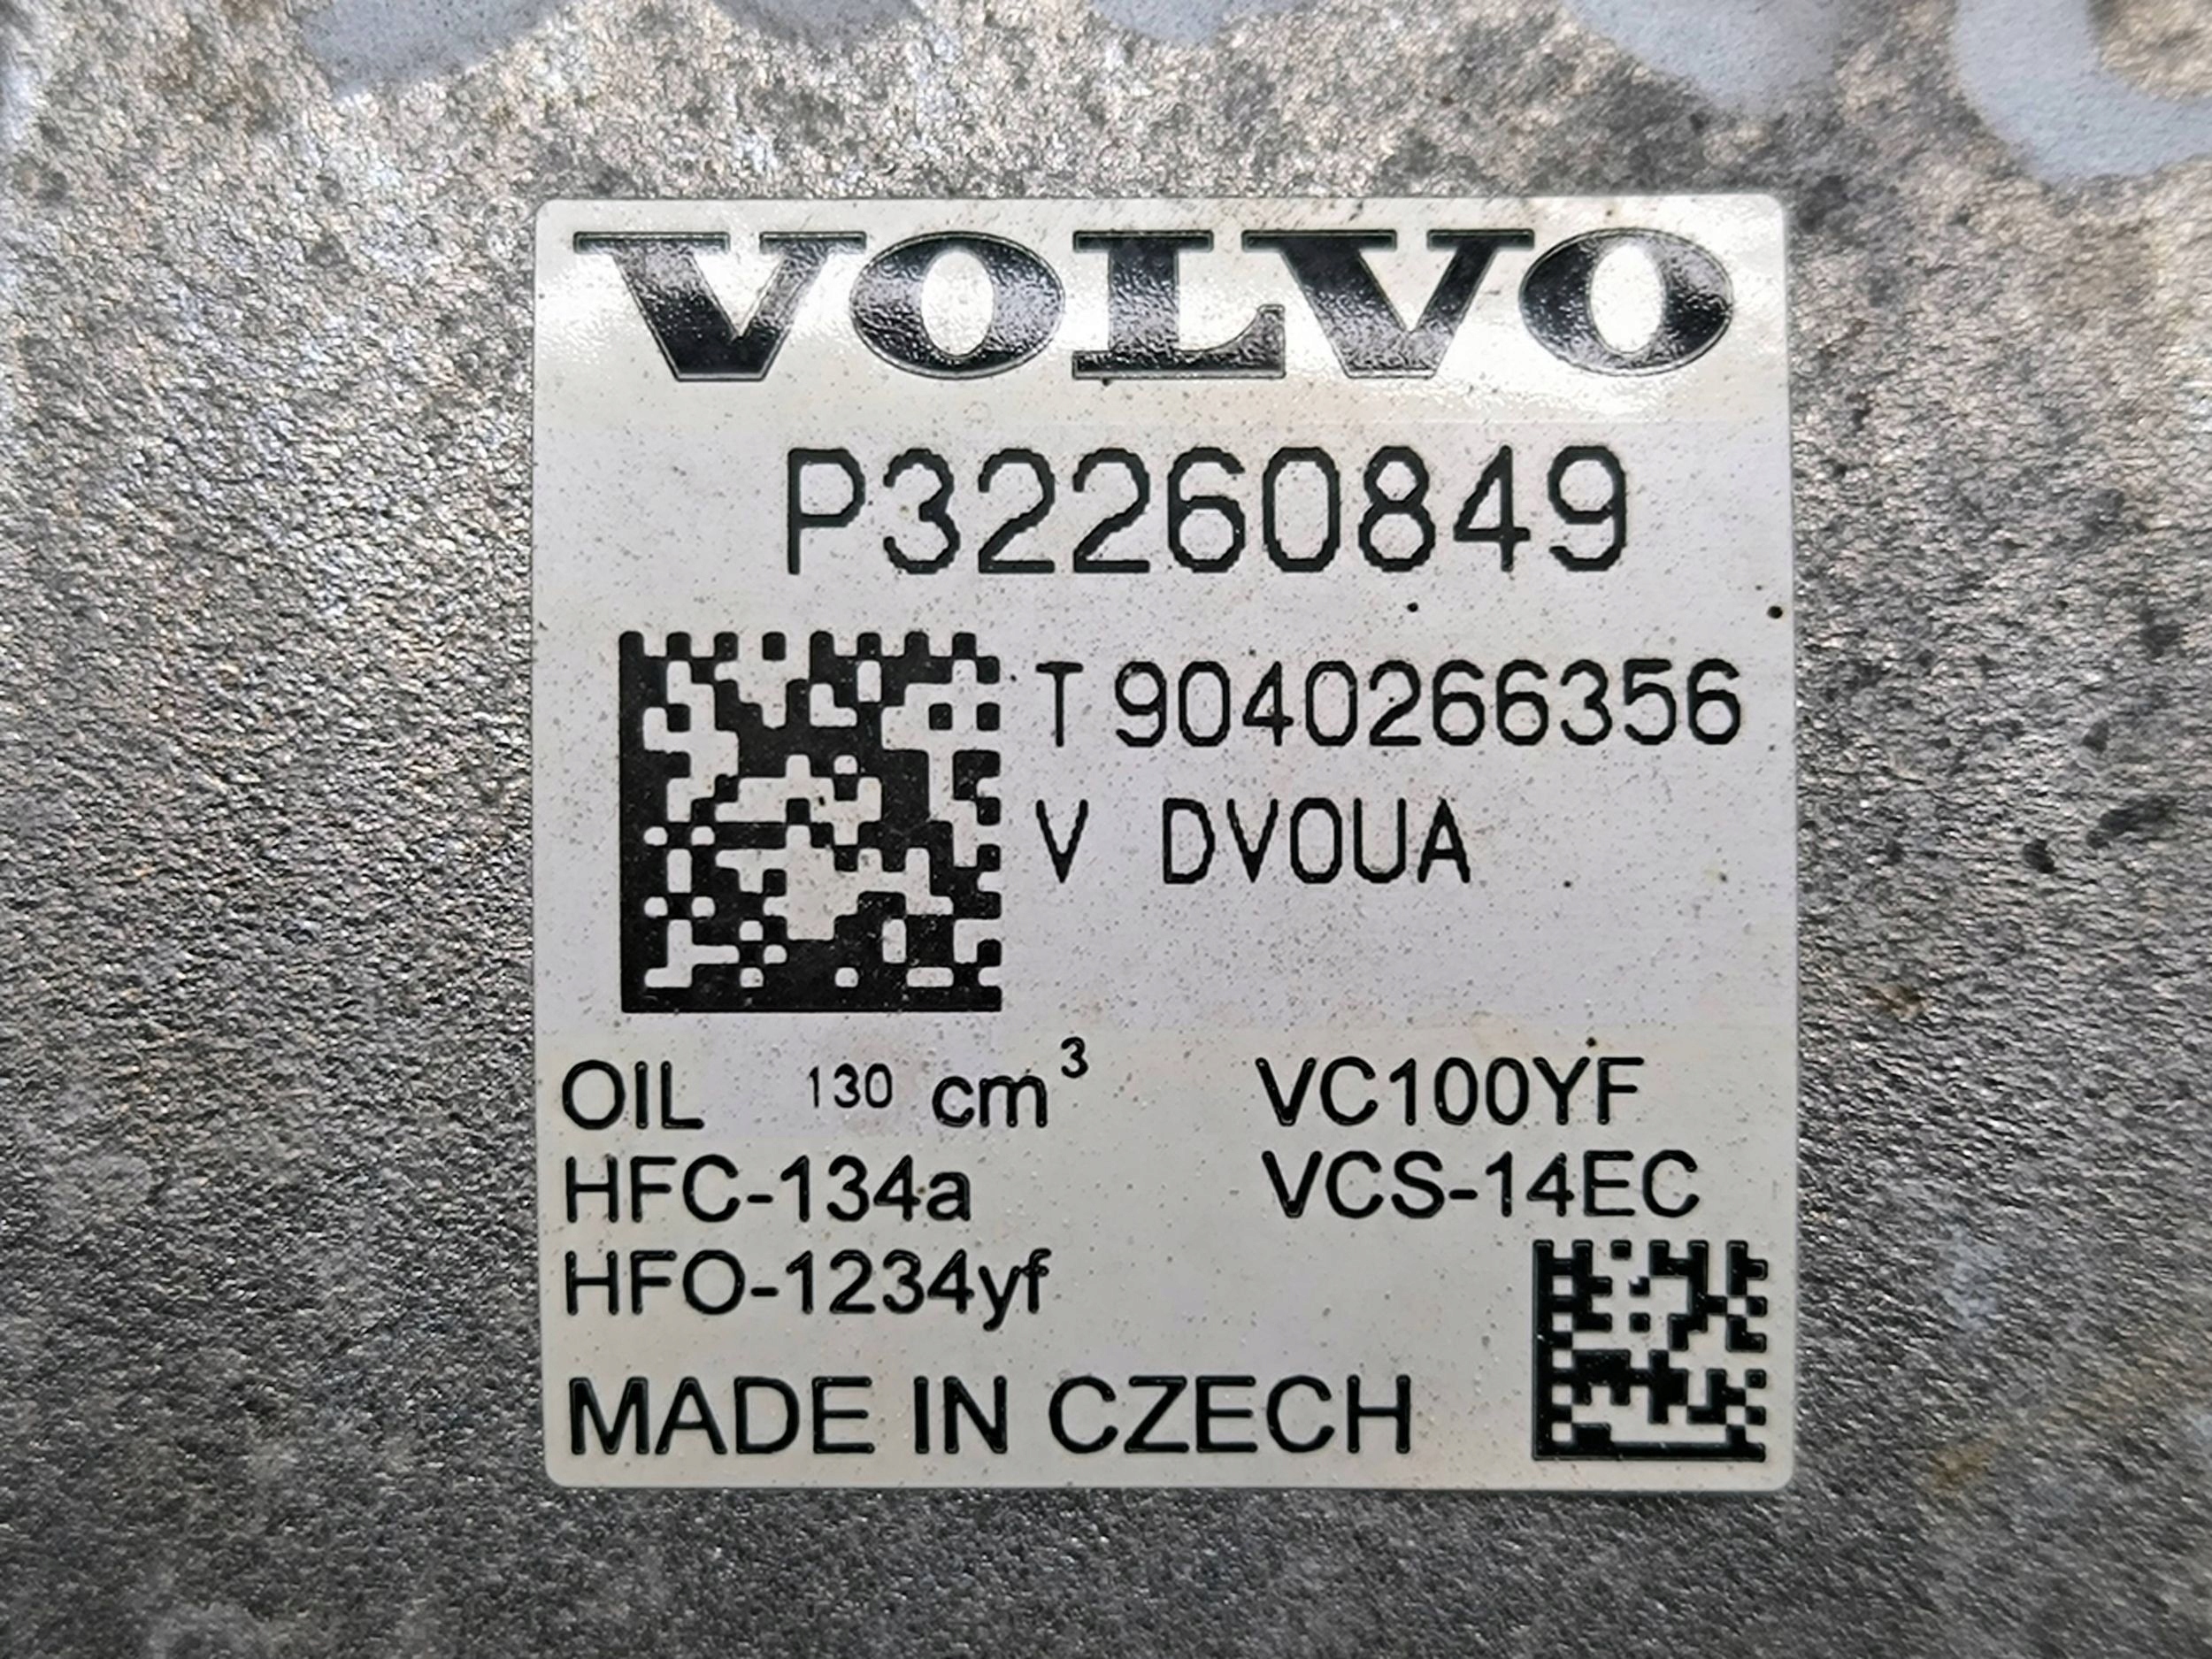 VOLVO
P32260849
T 9040266356
V DV0UA
OIL 130 cm³ VC100YF
HFC-134a VCS-14EC
HFO-1234yf
MADE IN CZECH